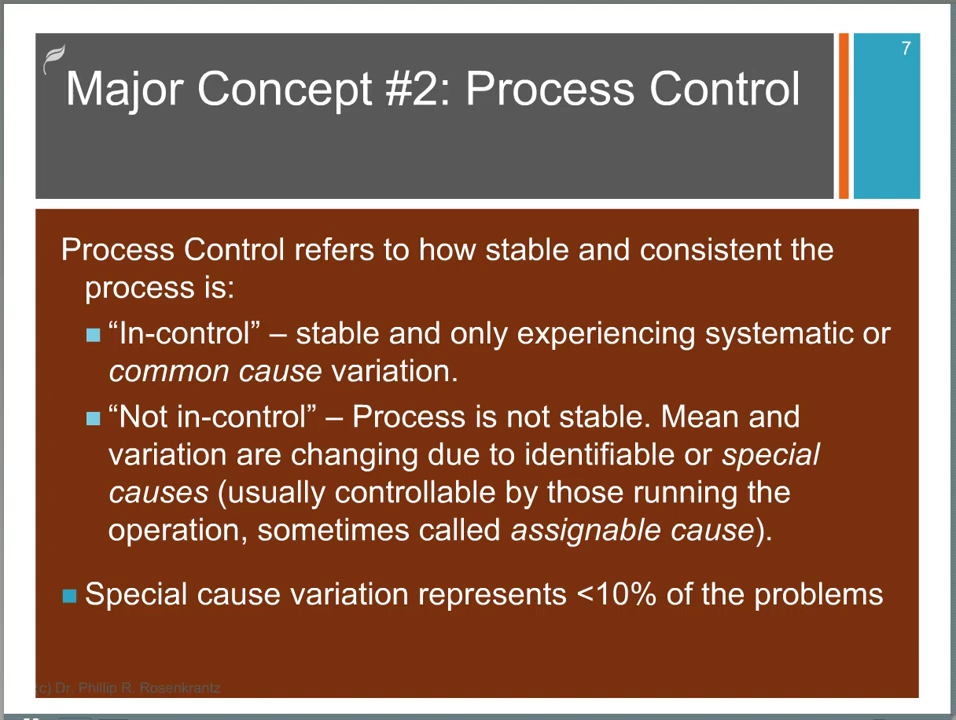 7
Major Concept #2: Process Control
Process Control refers to how stable and consistent the
process is:
■ “In-control” – stable and only experiencing systematic or
common cause variation.
■ “Not in-control” – Process is not stable. Mean and
variation are changing due to identifiable or special
causes (usually controllable by those running the
operation, sometimes called assignable cause).
■ Special cause variation represents <10% of the problems
(c) Dr. Phillip R. Rosenkrantz